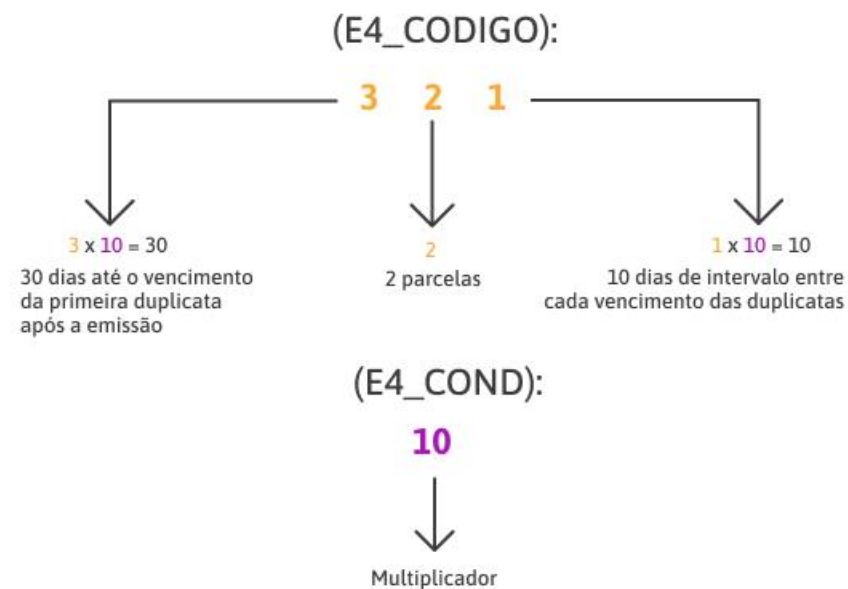 (E4_CODIGO):
3 2 1
3 x 10 = 30
30 dias até o vencimento
da primeira duplicata
após a emissão
2
2 parcelas
1 x 10 = 10
10 dias de intervalo entre
cada vencimento das duplicatas
(E4_COND):
10
Multiplicador